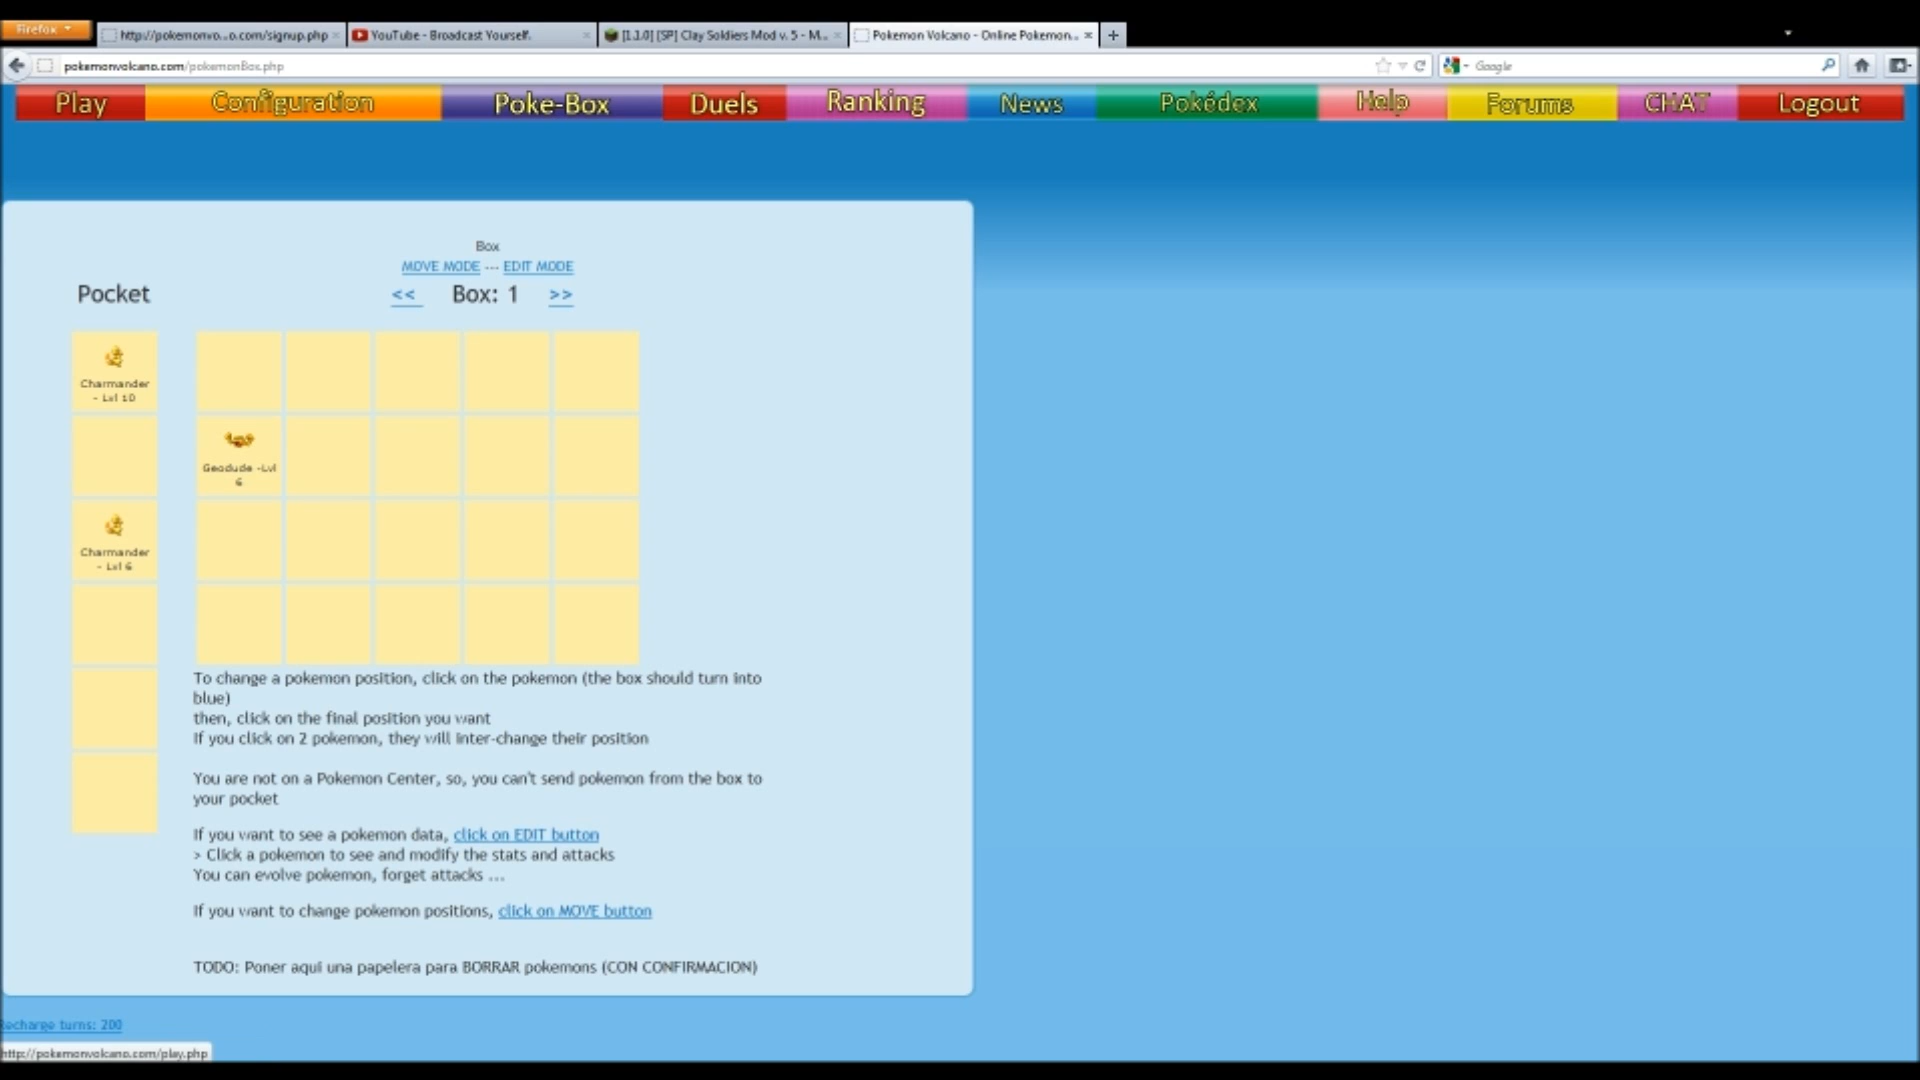 Firefox
http://pokemonvo...o.com/signup.php
YouTube - Broadcast Yourself.
[1.1.0] [SP] Clay Soldiers Mod v. 5 - M...
Pokemon Volcano - Online Pokemon...
pokemonvolcano.com/pokemonBox.php
Google
Play
Configuration
Poke-Box
Duels
Ranking
News
Pokédex
Help
Forums
CHAT
Logout
Box
MOVE MODE --- EDIT MODE
Pocket
<< Box: 1 >>
Charmander
- Lvl 10
Geodude -Lvl
6
Charmander
- Lvl 6
To change a pokemon position, click on the pokemon (the box should turn into
blue)
then, click on the final position you want
If you click on 2 pokemon, they will inter-change their position
You are not on a Pokemon Center, so, you can't send pokemon from the box to
your pocket
If you want to see a pokemon data, click on EDIT button
> Click a pokemon to see and modify the stats and attacks
You can evolve pokemon, forget attacks ...
If you want to change pokemon positions, click on MOVE button
TODO: Poner aqui una papelera para BORRAR pokemons (CON CONFIRMACION)
Recharge turns: 200
http://pokemonvolcano.com/play.php